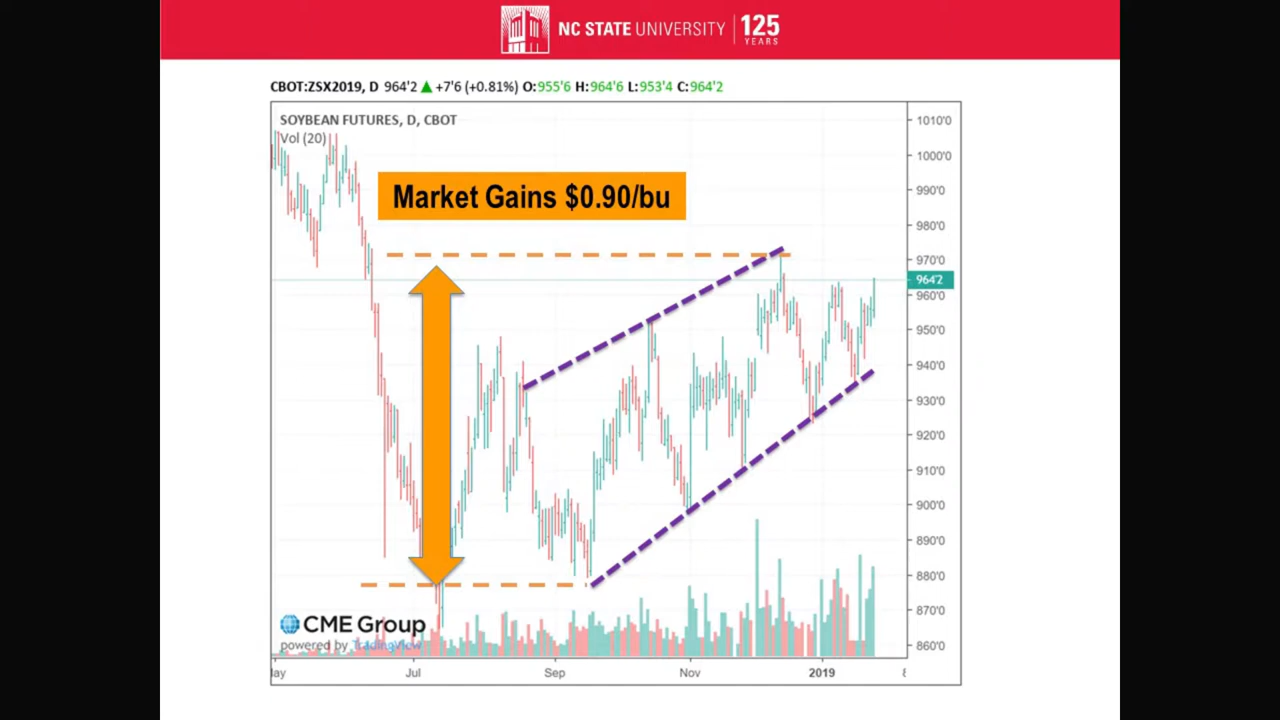 NC STATE UNIVERSITY 125 YEARS
CBOT:ZSX2019, D 964'2 ▲ +7'6 (+0.81%) O:955'6 H:964'6 L:953'4 C:964'2
SOYBEAN FUTURES, D, CBOT
Vol (20)
Market Gains $0.90/bu
1010'0
1000'0
990'0
980'0
970'0
964'2
960'0
950'0
940'0
930'0
920'0
910'0
900'0
890'0
880'0
870'0
860'0
CME Group
powered by TradingView
lay Jul Sep Nov 2019 8